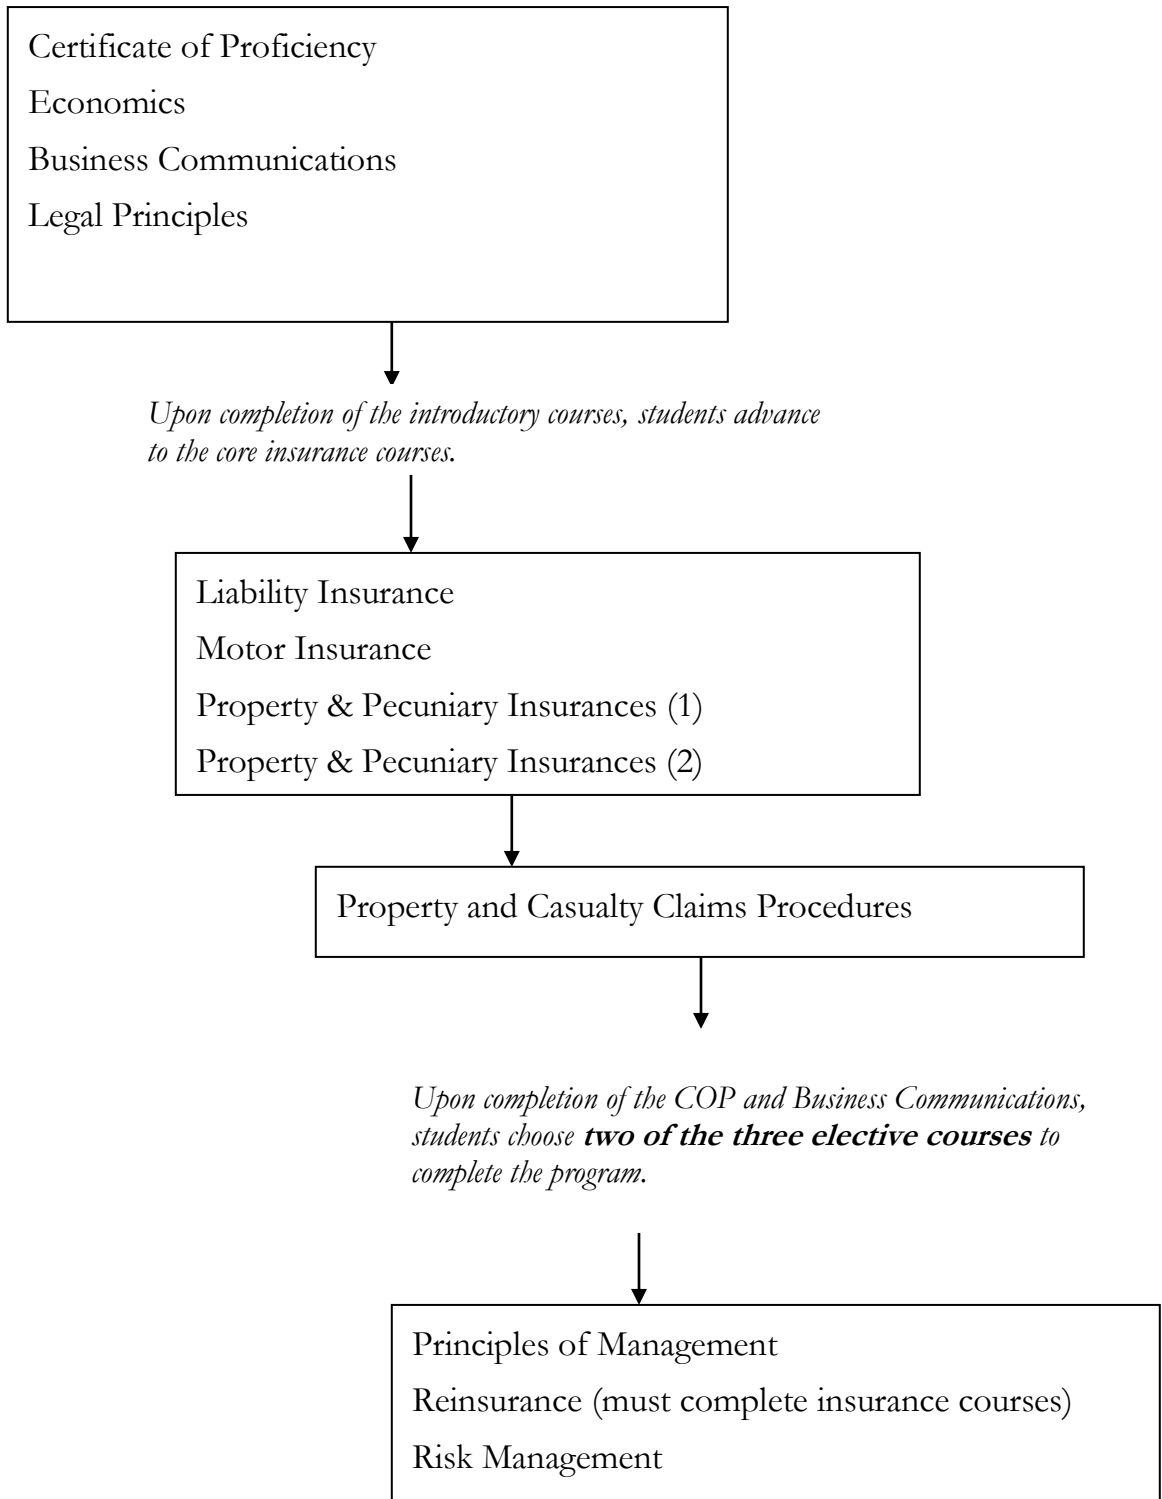 Certificate of Proficiency
Economics
Business Communications
Legal Principles
Upon completion of the introductory courses, students advance
to the core insurance courses.
Liability Insurance
Motor Insurance
Property & Pecuniary Insurances (1)
Property & Pecuniary Insurances (2)
Property and Casualty Claims Procedures
Upon completion of the COP and Business Communications,
students choose two of the three elective courses to
complete the program.
Principles of Management
Reinsurance (must complete insurance courses)
Risk Management